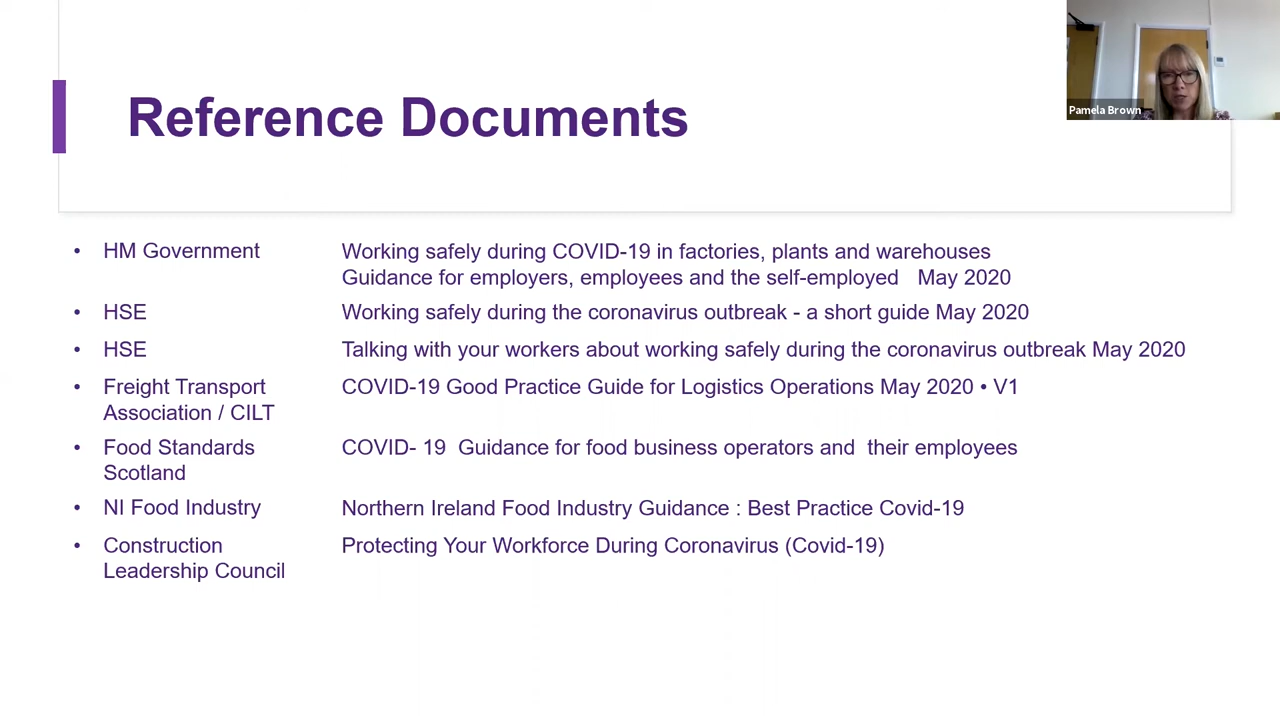 Pamela Brown
Reference Documents
• HM Government Working safely during COVID-19 in factories, plants and warehouses
Guidance for employers, employees and the self-employed May 2020
• HSE Working safely during the coronavirus outbreak - a short guide May 2020
• HSE Talking with your workers about working safely during the coronavirus outbreak May 2020
• Freight Transport COVID-19 Good Practice Guide for Logistics Operations May 2020 • V1
Association / CILT
• Food Standards COVID- 19 Guidance for food business operators and their employees
Scotland
• NI Food Industry Northern Ireland Food Industry Guidance : Best Practice Covid-19
• Construction Protecting Your Workforce During Coronavirus (Covid-19)
Leadership Council